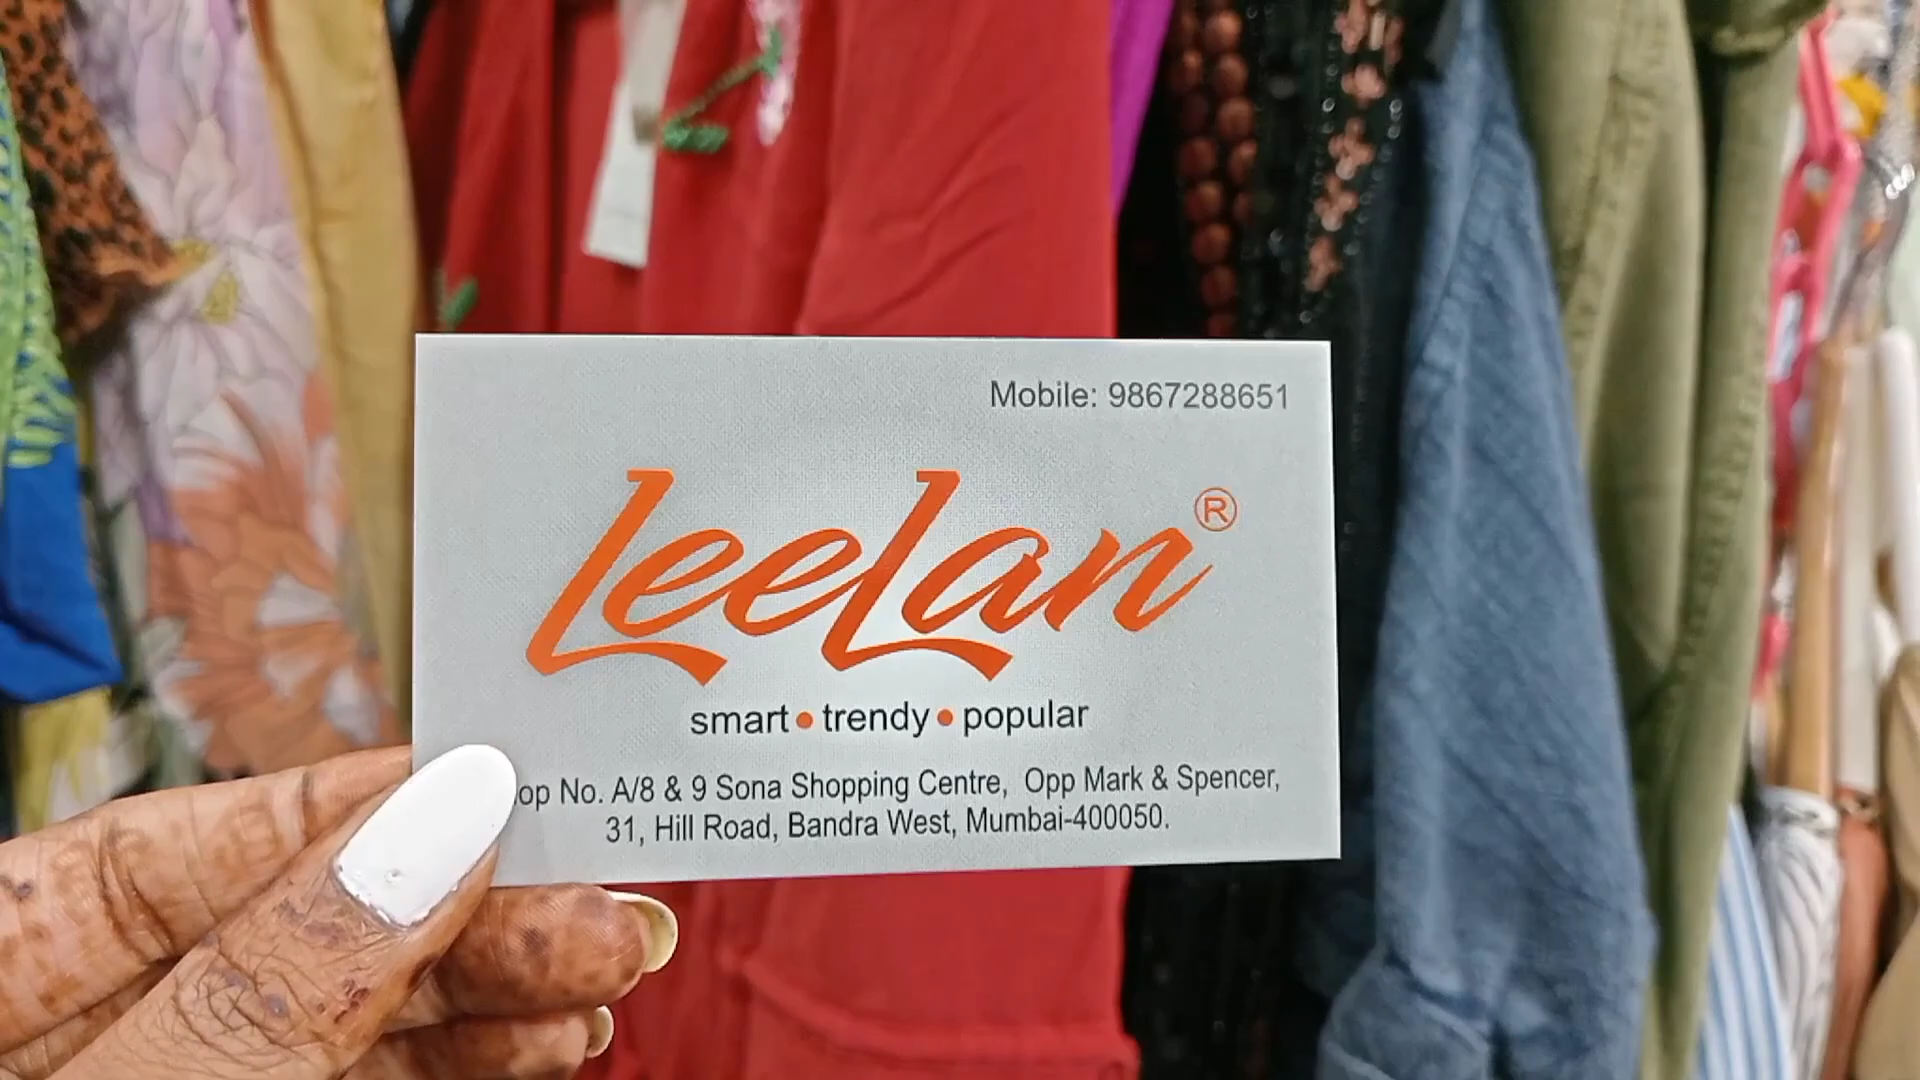 Mobile: 9867288651
LeeLan®
smart • trendy • popular
op No. A/8 & 9 Sona Shopping Centre, Opp Mark & Spencer,
31, Hill Road, Bandra West, Mumbai-400050.